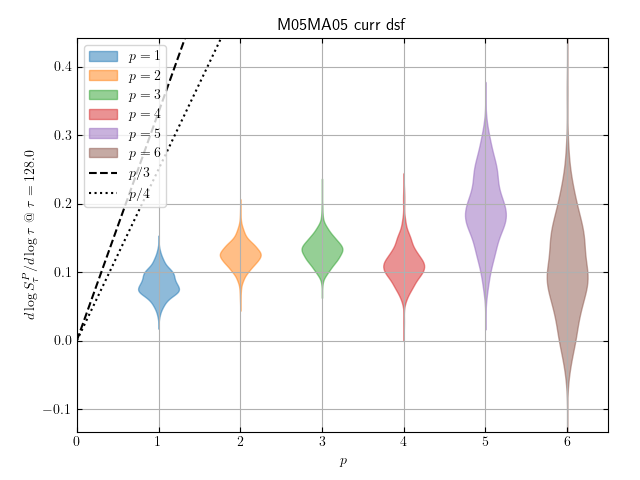 M05MA05 curr dsf
d log S_τ^P / d log τ @ τ = 128.0
0.4
0.3
0.2
0.1
0.0
−0.1
p = 1
p = 2
p = 3
p = 4
p = 5
p = 6
p/3
p/4
0 1 2 3 4 5 6
p